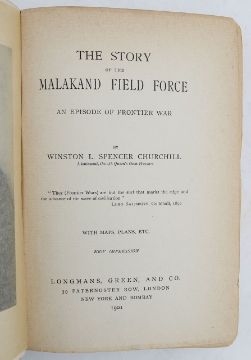 THE STORY
OF THE
MALAKAND FIELD FORCE
AN EPISODE OF FRONTIER WAR
BY
WINSTON L. SPENCER CHURCHILL
Lieutenant, the 4th Queen's Own Hussars
"They (Frontier Wars) are but the surf that marks the edge and
the advance of the wave of civilisation"
LORD SALISBURY, Guildhall, 1892
WITH MAPS, PLANS, ETC.
NEW IMPRESSION
LONGMANS, GREEN, AND CO.
39 PATERNOSTER ROW, LONDON
NEW YORK AND BOMBAY
1901